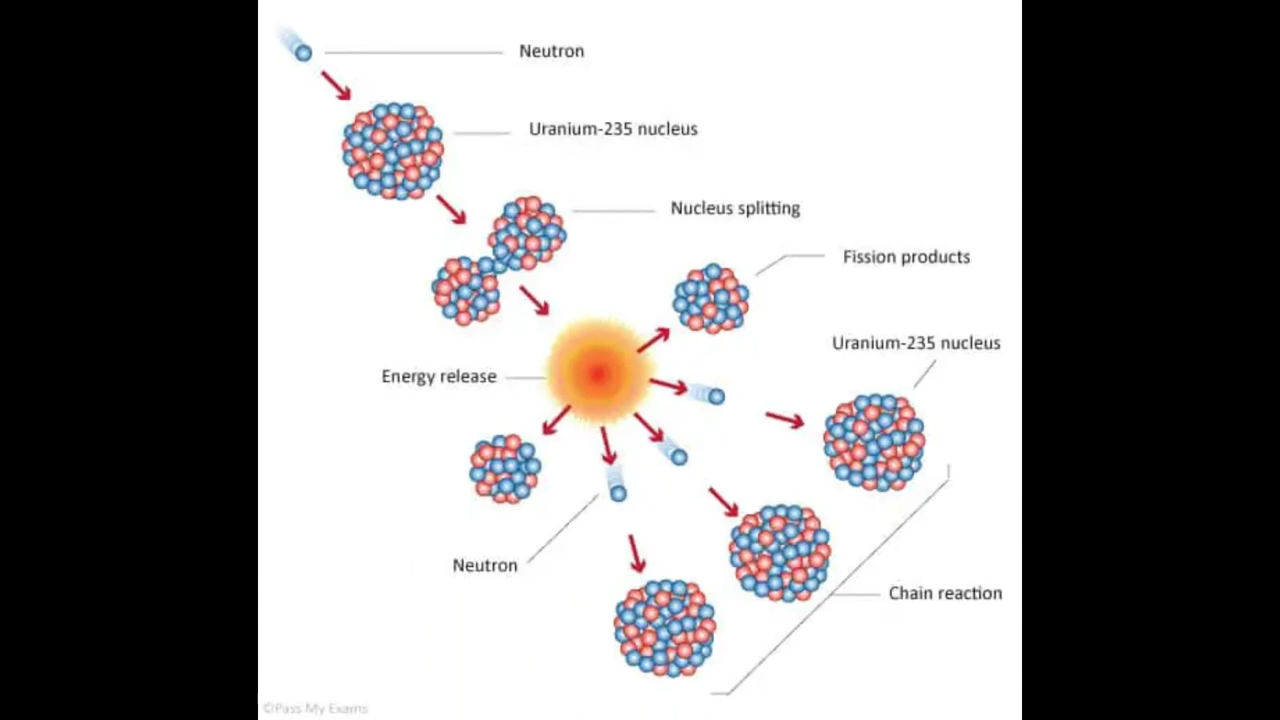 Neutron
Uranium-235 nucleus
Nucleus splitting
Fission products
Uranium-235 nucleus
Energy release
Neutron
Chain reaction
©Pass My Exams